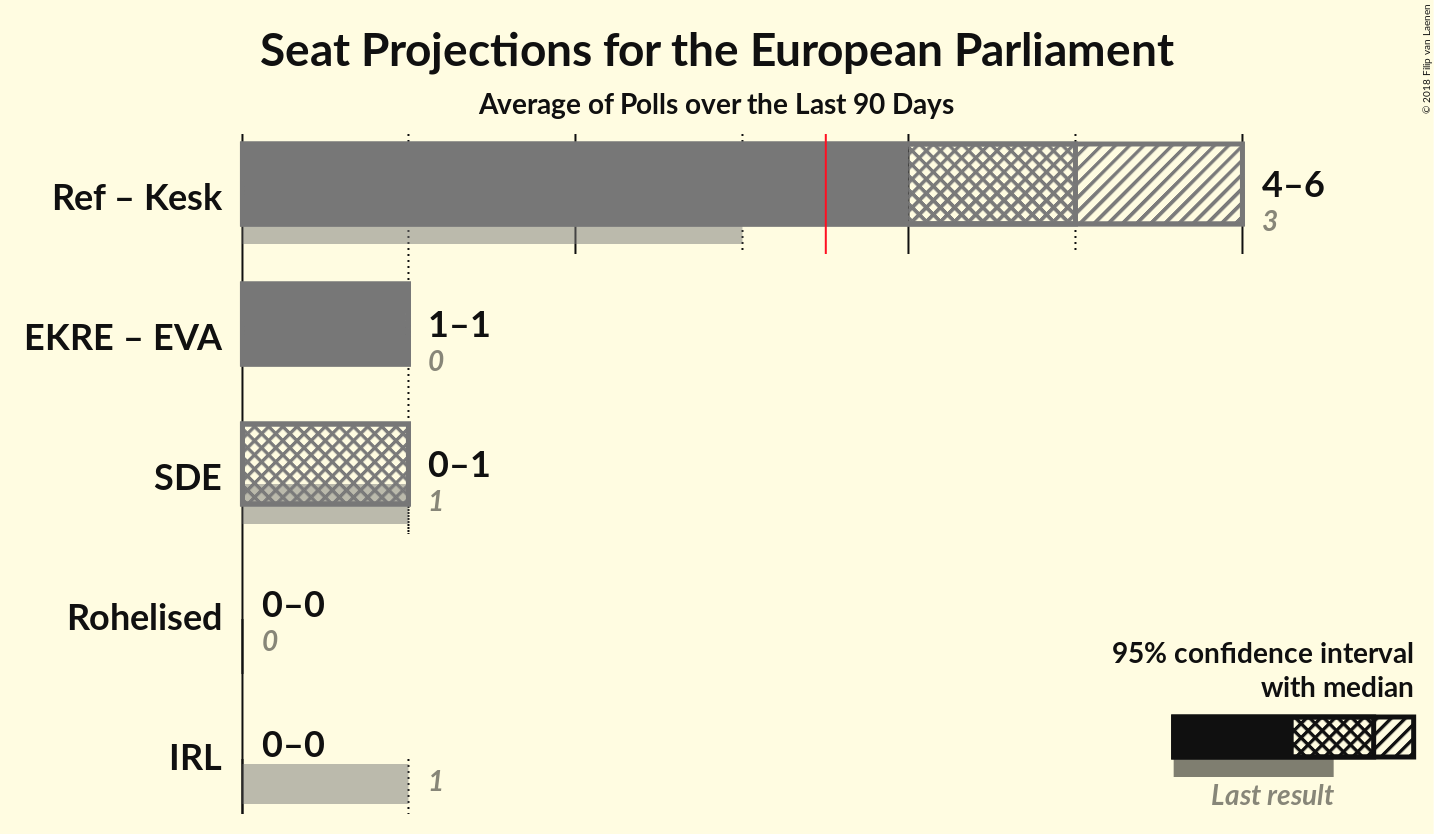 Seat Projections for the European Parliament
Average of Polls over the Last 90 Days
© 2018 Filip van Laenen
Ref – Kesk
4–6
3
EKRE – EVA
1–1
0
SDE
0–1
1
Rohelised
0–0
0
IRL
0–0
1
95% confidence interval
with median
Last result